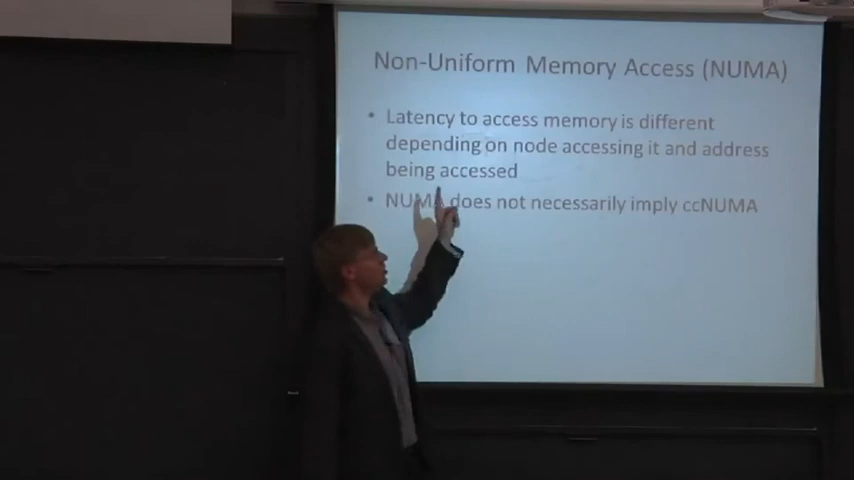 Non-Uniform Memory Access (NUMA)
• Latency to access memory is different
depending on node accessing it and address
being accessed
• NUMA does not necessarily imply ccNUMA